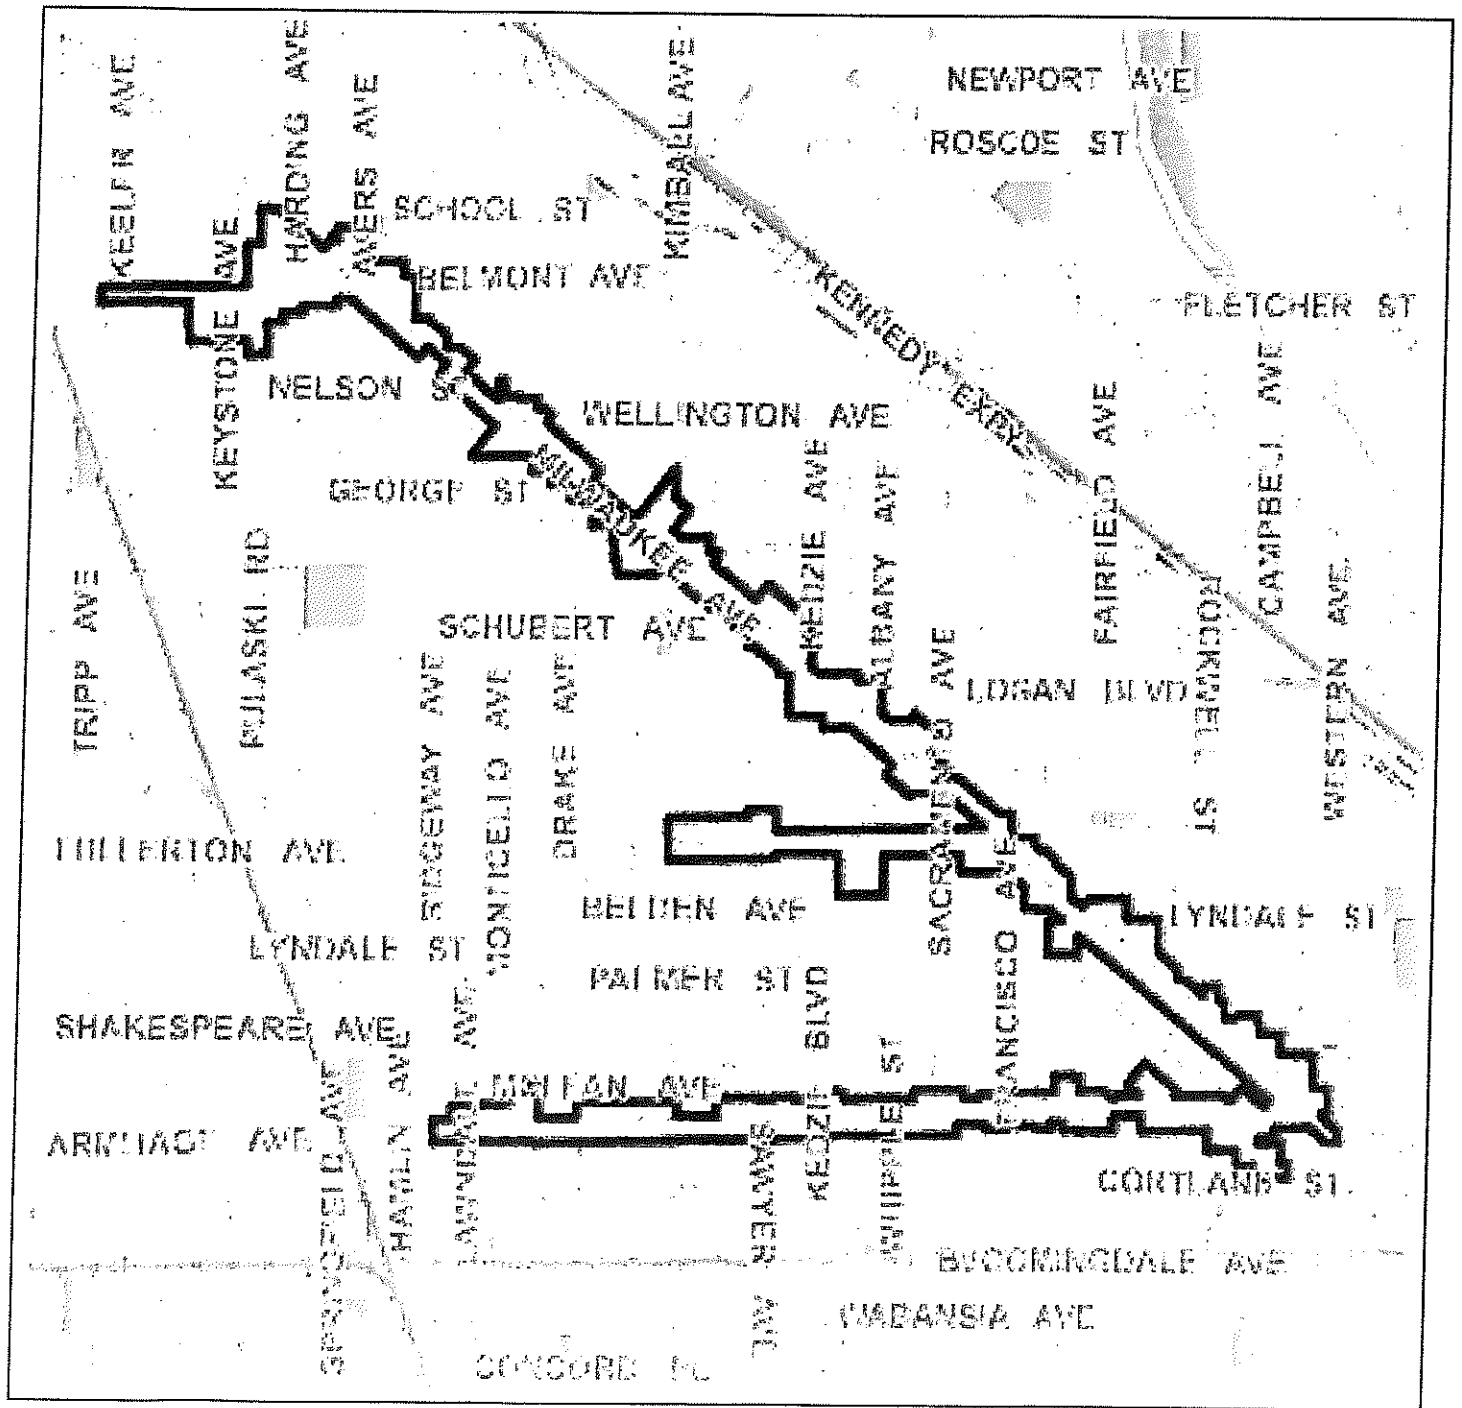 KEELER AVE
HARDING AVE
AVERS AVE
KIMBALL AVE
NEWPORT AVE
ROSCOE ST
SCHOOL ST
KEYSTONE AVE
BELMONT AVE
KENNEDY EXPY
FLETCHER ST
NELSON ST
WELLINGTON AVE
GEORGE ST
MILWAUKEE AVE
KEDZIE AVE
ALBANY AVE
FAIRFIELD AVE
CAMPBELL AVE
TRIPP AVE
PULASKI RD
SCHUBERT AVE
LOGAN BLVD
ROCKWELL ST
WESTERN AVE
RIDGEWAY AVE
MONTICELLO AVE
DRAKE AVE
SACRAMENTO AVE
FULLERTON AVE
BELDEN AVE
LYNDALE ST
LYNDALE ST
PALMER ST
KEDZIE BLVD
FRANCISCO AVE
SHAKESPEARE AVE
HAMLIN AVE
LAWNDALE AVE
MCLEAN AVE
WHIPPLE ST
ARMITAGE AVE
SPRINGFIELD AVE
SAWYER AVE
CORTLAND ST
BLOOMINGDALE AVE
WABANSIA AVE
CONCORD PL